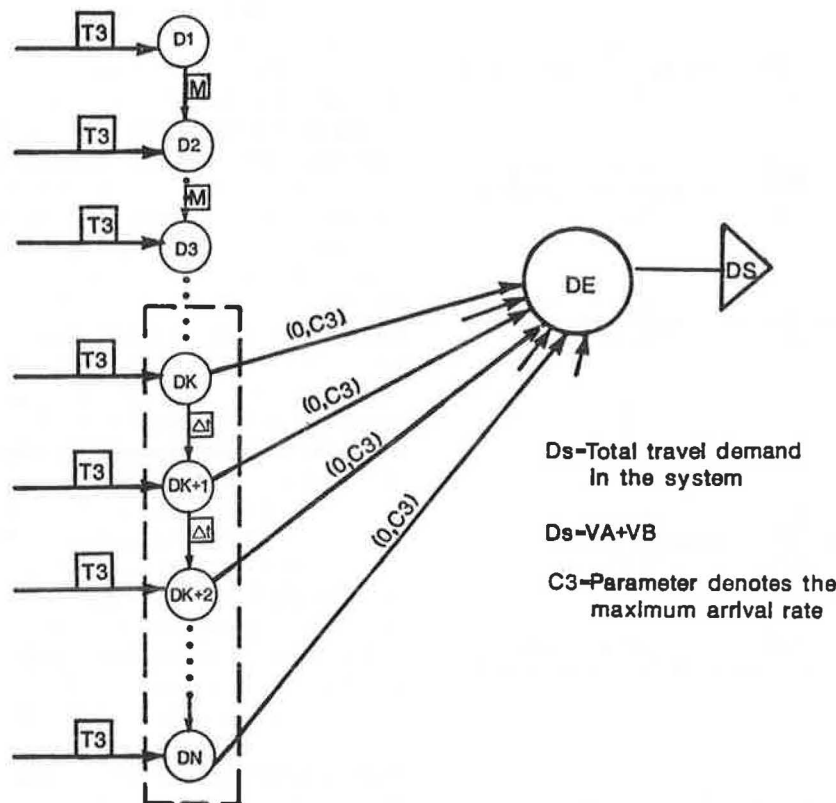 T3
D1
M
T3
D2
M
T3
D3
DE
DS
(0,C3)
T3
DK
(0,C3)
Δt
(0,C3)
T3
DK+1
Ds=Total travel demand
in the system
(0,C3)
Δt
Ds=VA+VB
T3
DK+2
C3=Parameter denotes the
maximum arrival rate
T3
DN